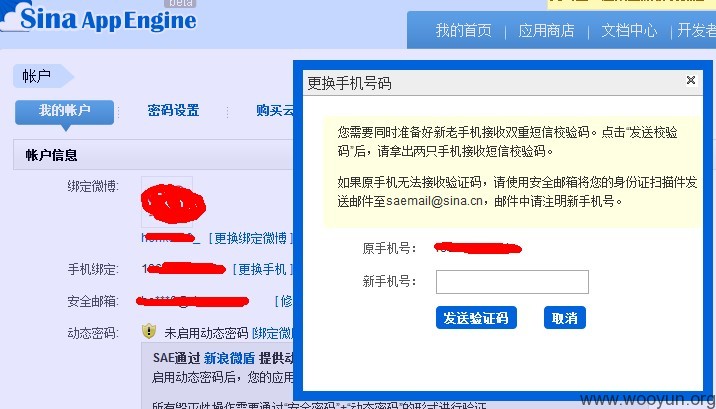 Sina App Engine
beta
我的首页 应用商店 文档中心 开发者
帐户
我的帐户 密码设置 购买云
帐户信息
绑定微博:
[更换绑定微博]
手机绑定:
[更换手机]
安全邮箱:
[修
动态密码: 未启用动态密码 [绑定微
SAE通过 新浪微盾 提供动
启用动态密码后，您的应用
所有毁灭性操作需要通过“安全密码”+“动态密码”的形式进行验证
更换手机号码
您需要同时准备好新老手机接收双重短信校验码。点击“发送校验
码”后，请拿出两只手机接收短信校验码。
如果原手机无法接收验证码，请使用安全邮箱将您的身份证扫描件发
送邮件至saemail@sina.cn，邮件中请注明新手机号。
原手机号：
新手机号：
发送验证码 取消
www.wooyun.org